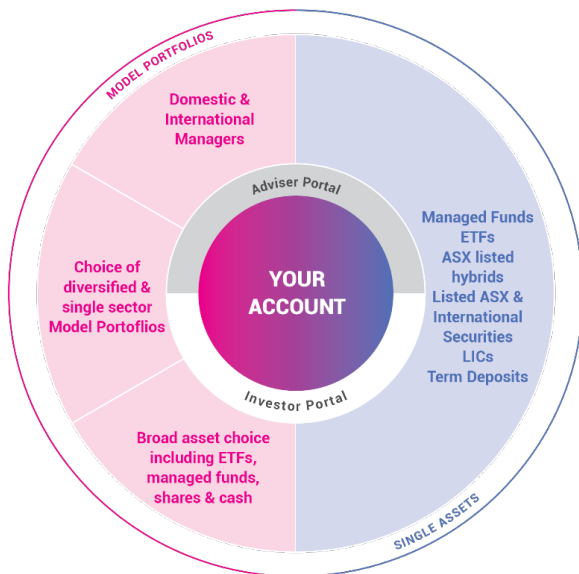 MODEL PORTFOLIOS
Domestic &
International
Managers
Adviser Portal
Choice of
diversified &
single sector
Model Portoflios
YOUR
ACCOUNT
Managed Funds
ETFs
ASX listed
hybrids
Listed ASX &
International
Securities
LICs
Term Deposits
Investor Portal
Broad asset choice
including ETFs,
managed funds,
shares & cash
SINGLE ASSETS